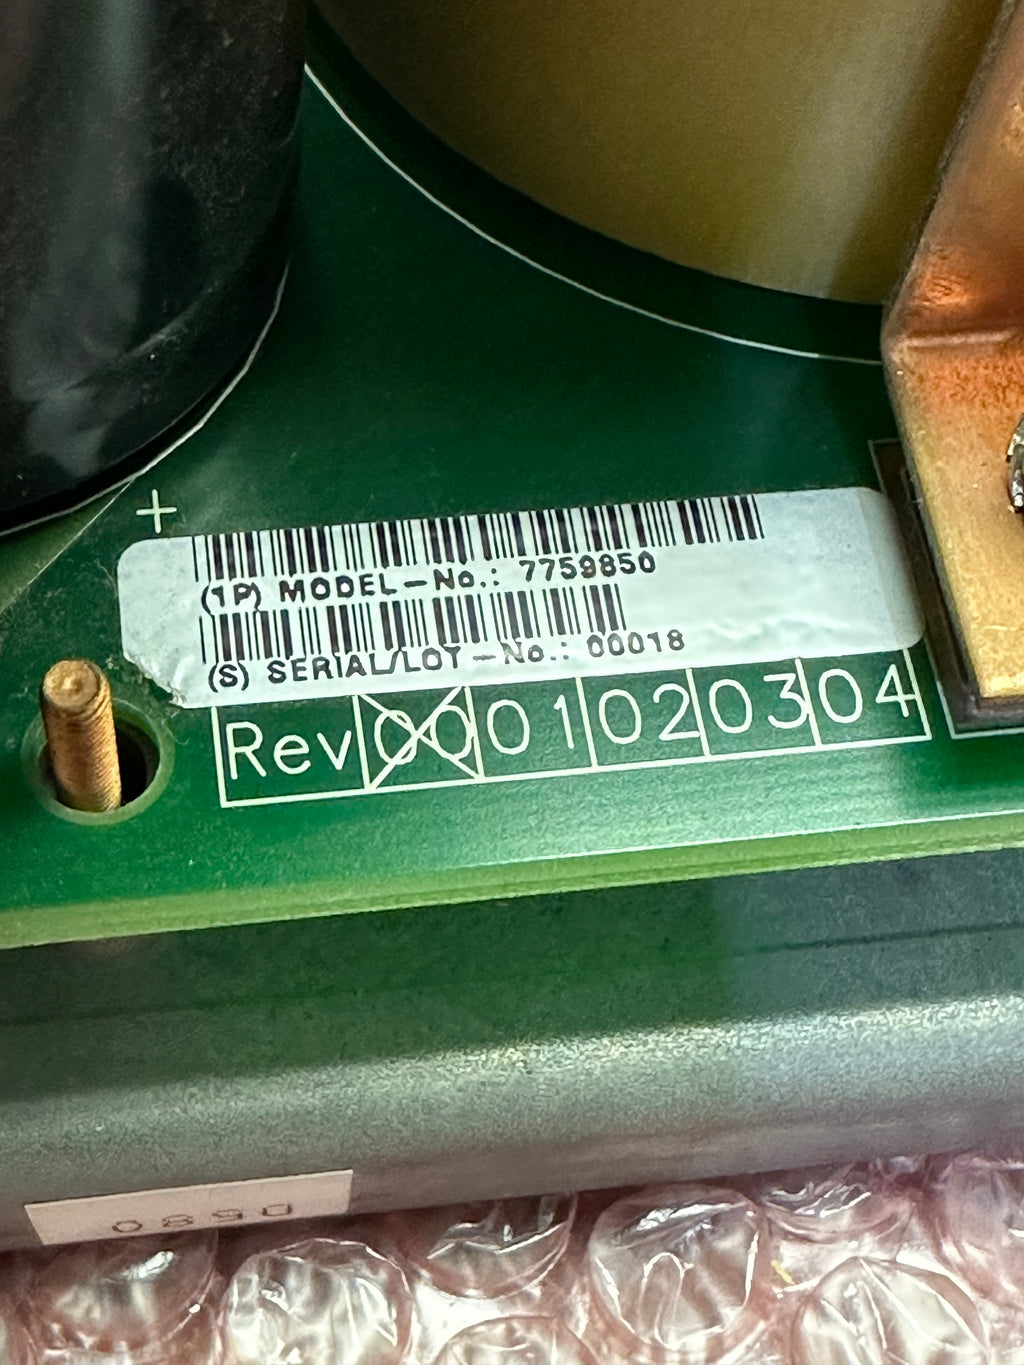 +
(1P) MODEL-No.: 7759850
(S) SERIAL/LOT-No.: 00018
Rev 00 01 02 03 04